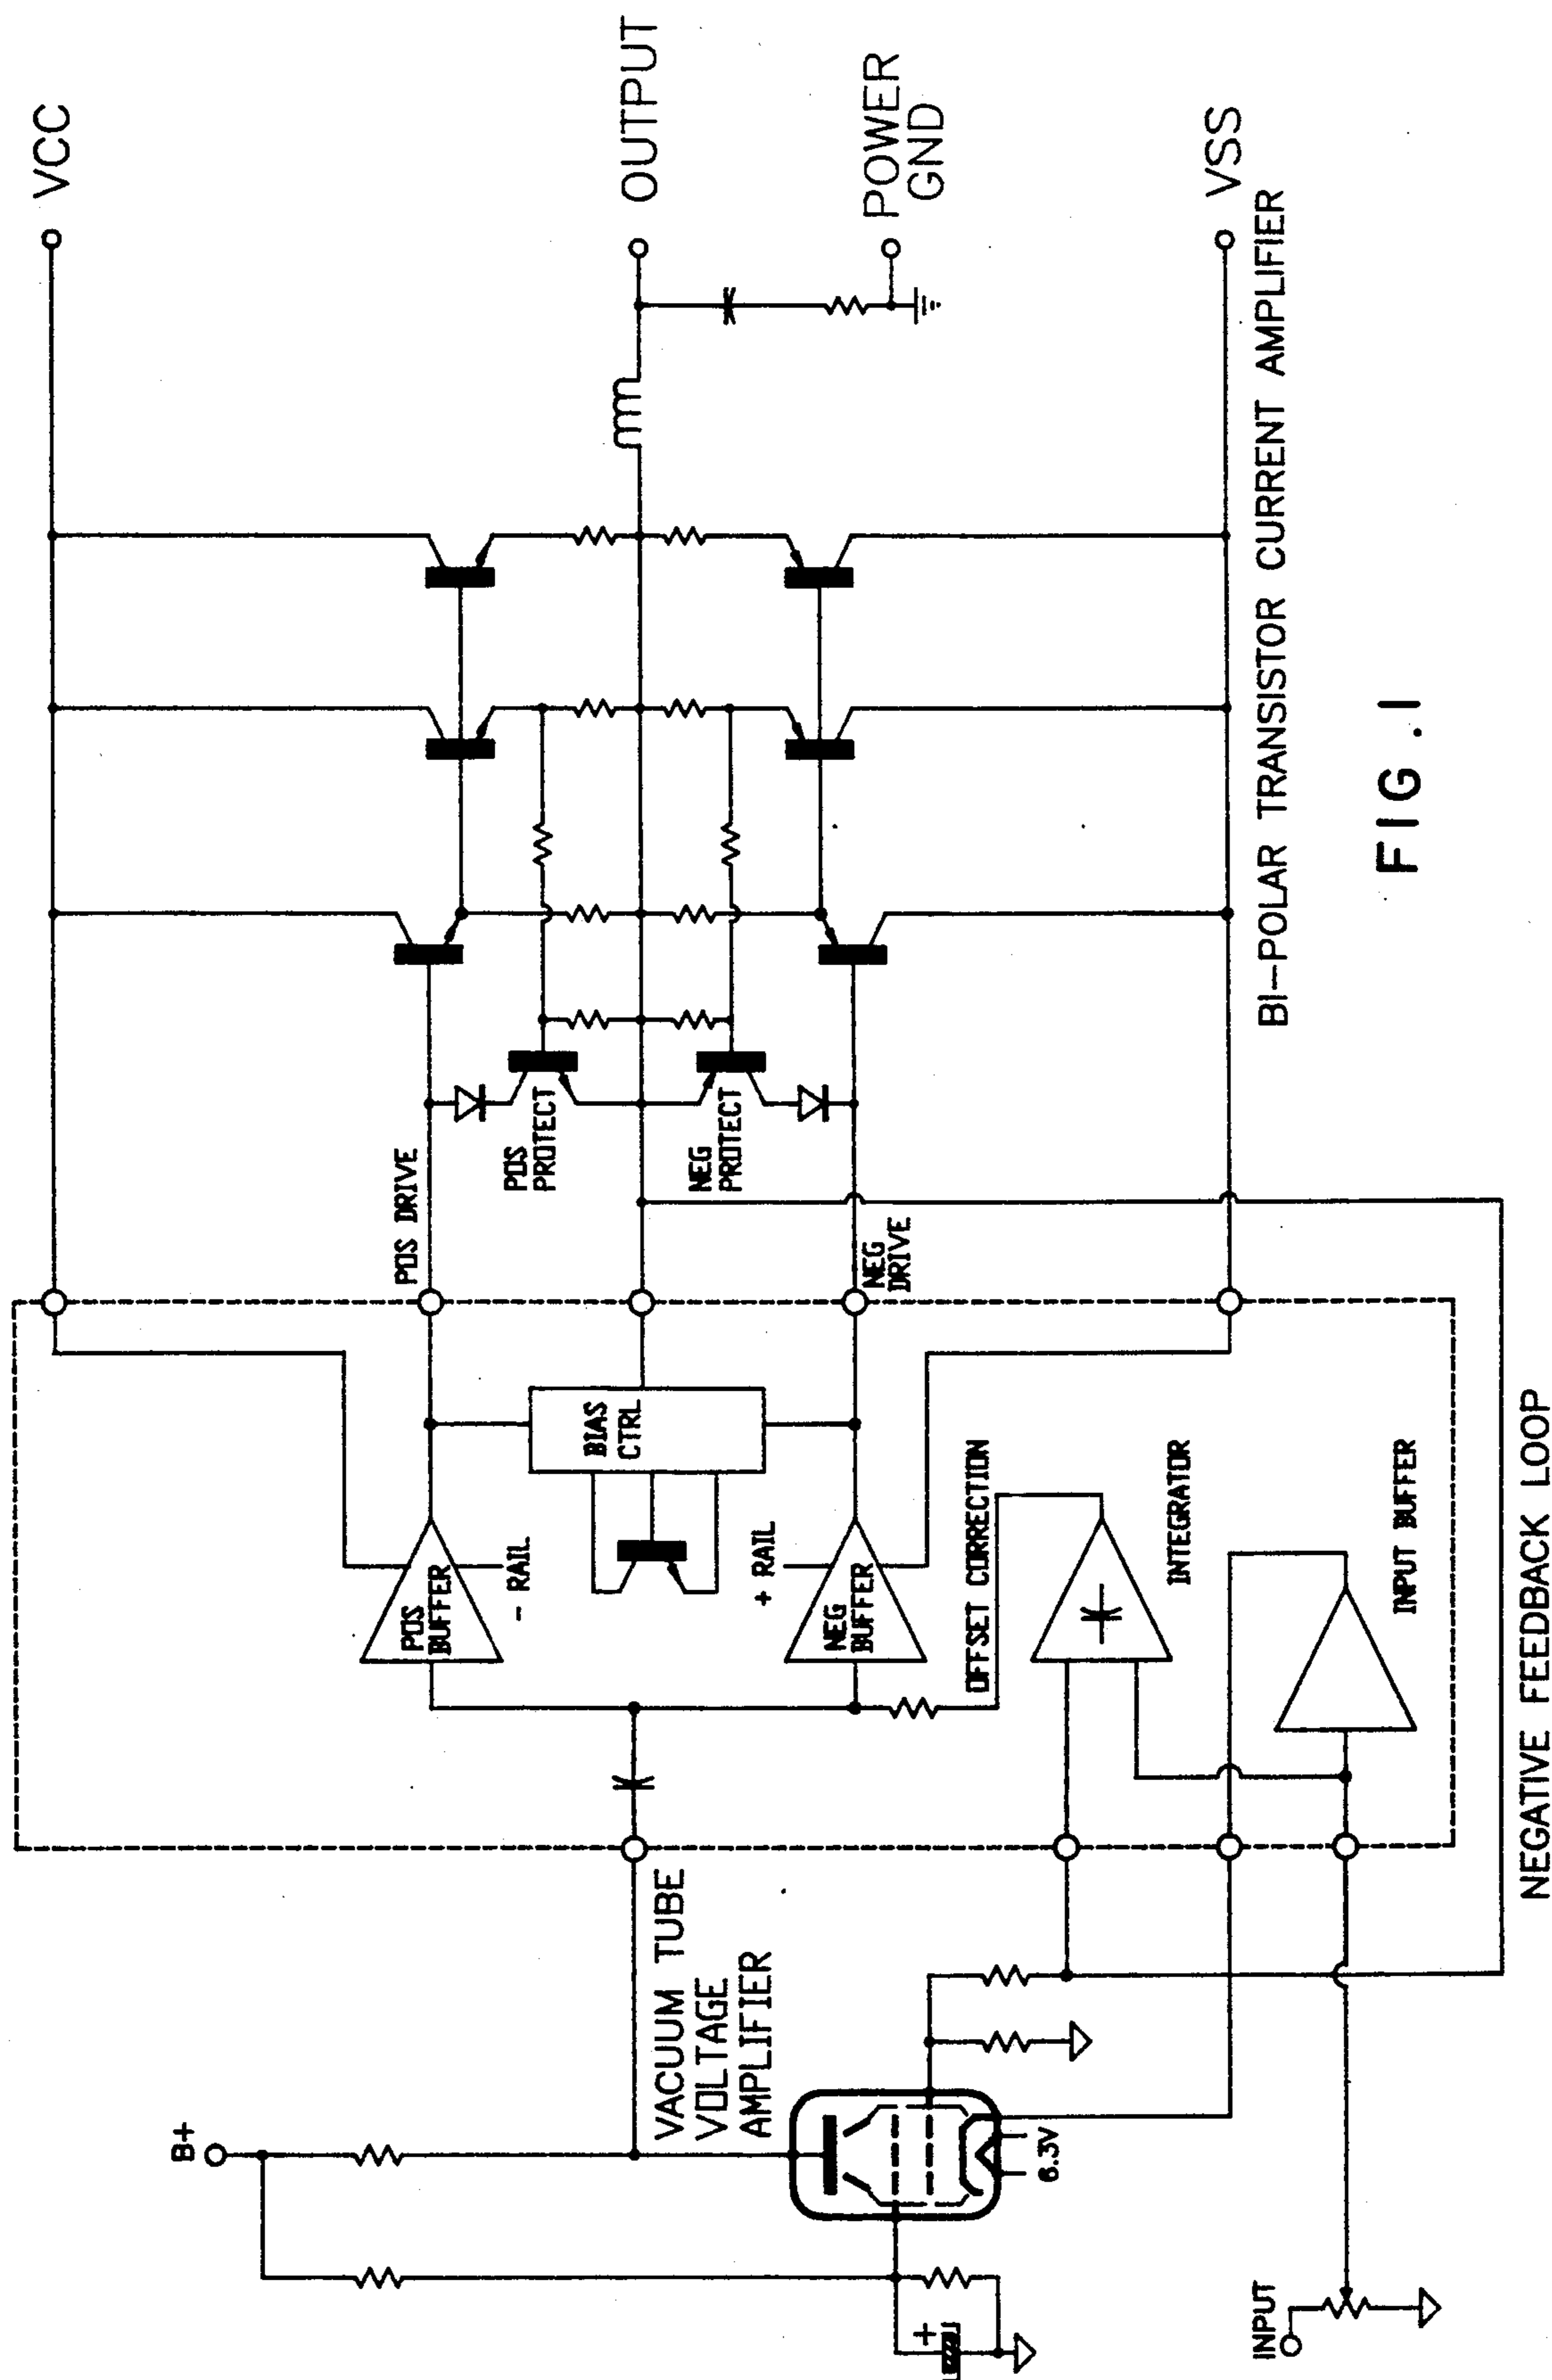 B+
INPUT
6.3V
VACUUM TUBE
VOLTAGE
AMPLIFIER
+
POS
BUFFER
- RAIL
NEG
BUFFER
+ RAIL
BIAS
CTRL
OFFSET CORRECTION
INTEGRATOR
INPUT BUFFER
NEGATIVE FEEDBACK LOOP
POS DRIVE
NEG
DRIVE
POS
PROTECT
NEG
PROTECT
BI-POLAR TRANSISTOR CURRENT AMPLIFIER
VCC
OUTPUT
POWER
GND
VSS
FIG.1